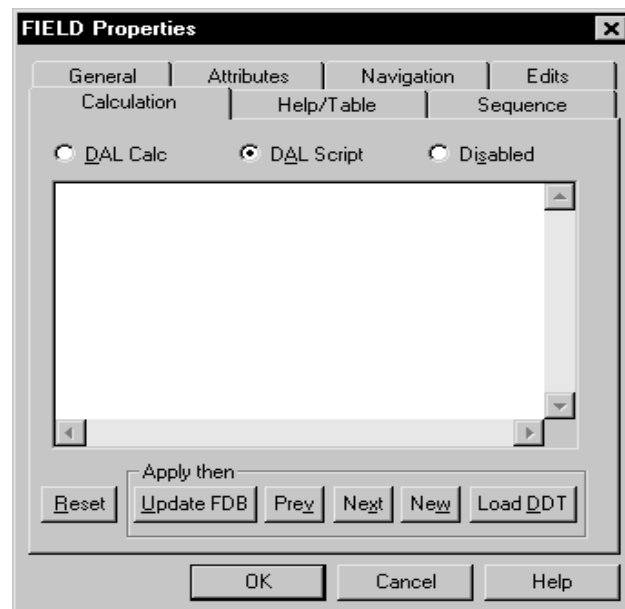 FIELD Properties
General Attributes Navigation Edits
Calculation Help/Table Sequence
DAL Calc DAL Script Disabled
Apply then
Reset Update FDB Prev Next New Load DDT
OK Cancel Help